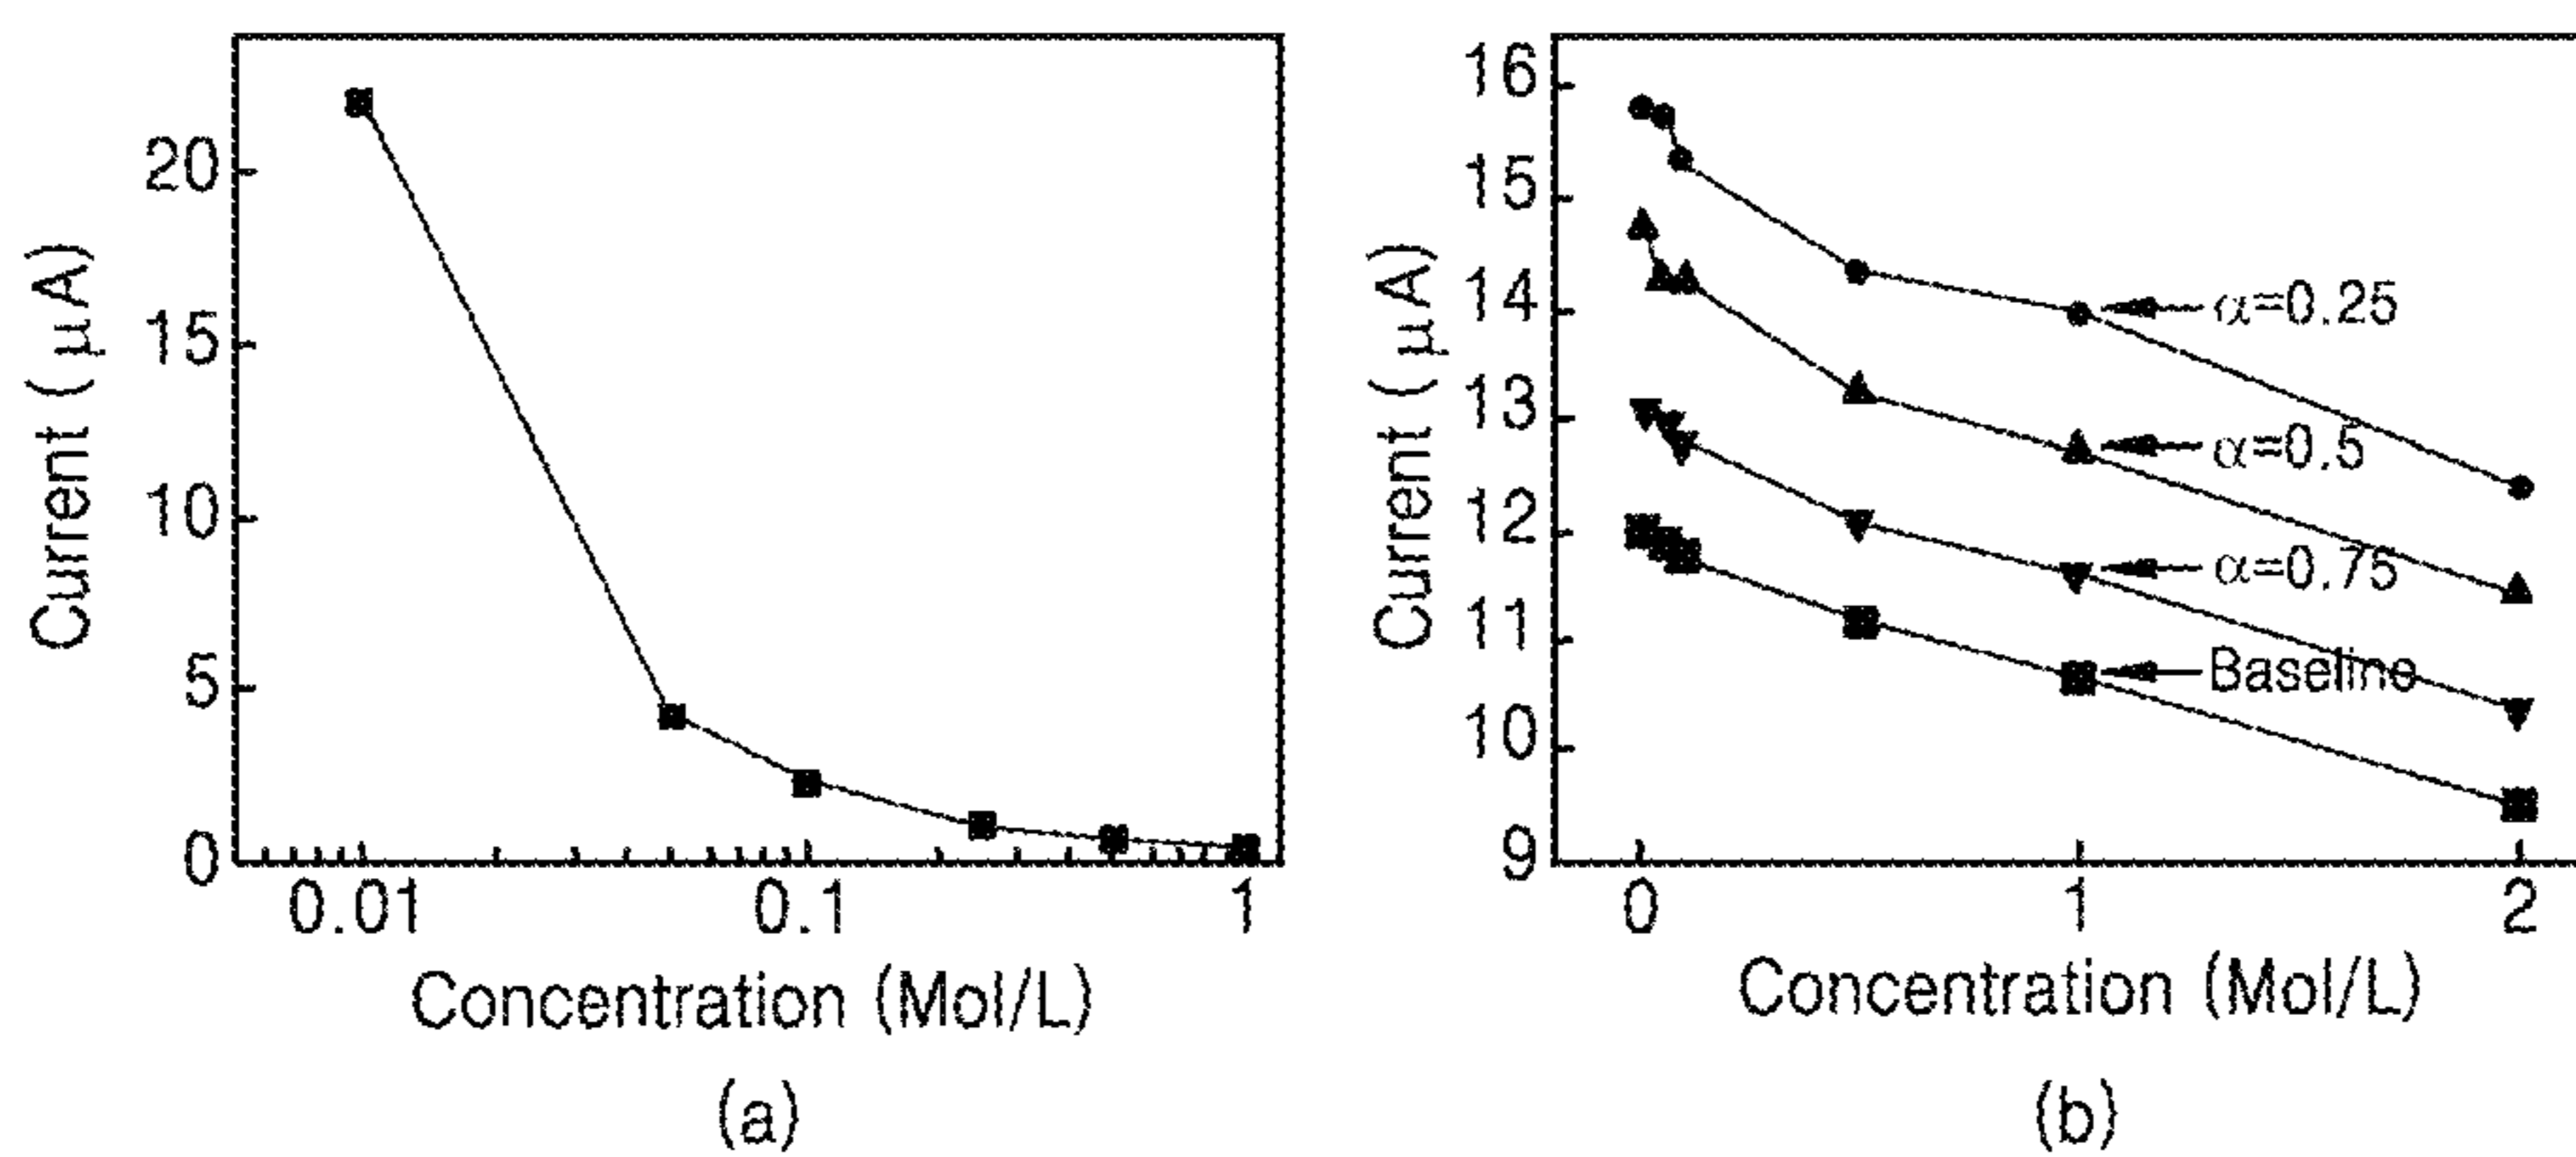 20
15
10
5
0
Current ( μA)
0.01 0.1 1
Concentration (Mol/L)
(a)
16
15
14
13
12
11
10
9
Current ( μA)
α=0.25
α=0.5
α=0.75
Baseline
0 1 2
Concentration (Mol/L)
(b)